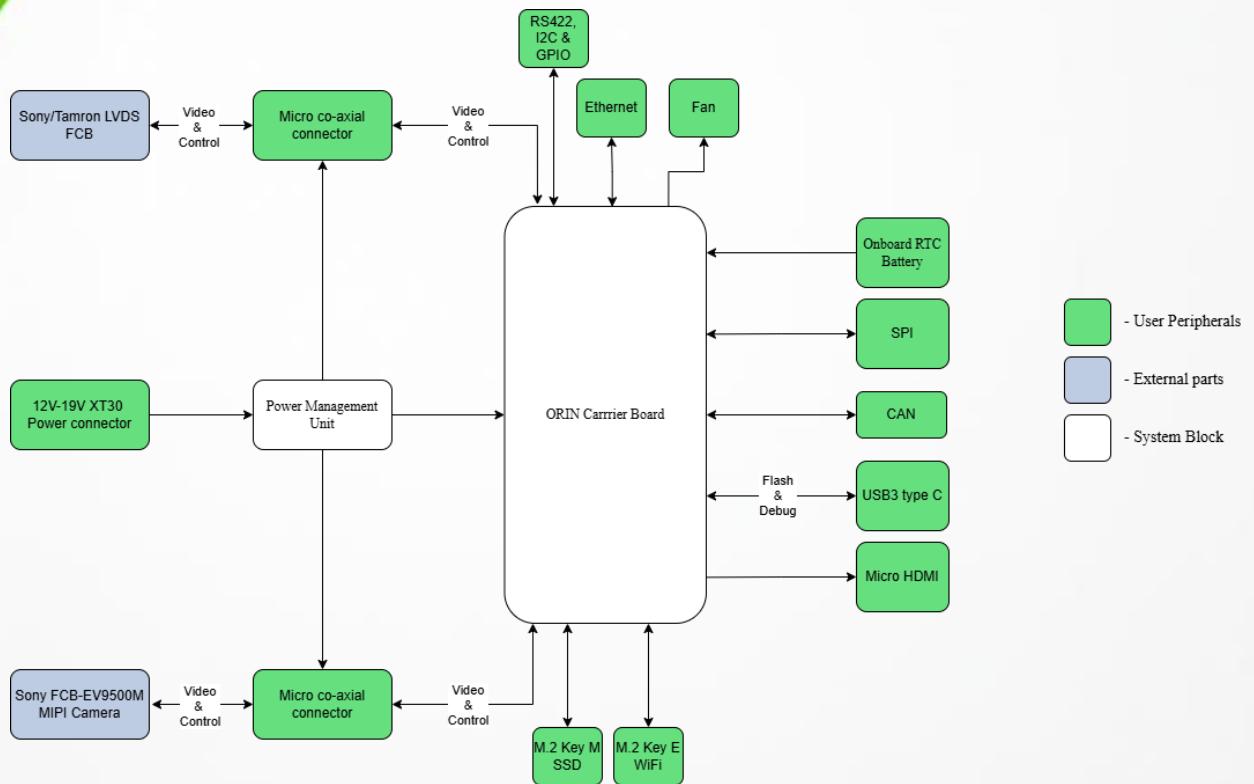 RS422,
I2C &
GPIO
Ethernet
Fan
Sony/Tamron LVDS
FCB
Video
&
Control
Micro co-axial
connector
Video
&
Control
Onboard RTC
Battery
SPI
- User Peripherals
12V-19V XT30
Power connector
Power Management
Unit
ORIN Carrrier Board
CAN
- External parts
- System Block
Flash
&
Debug
USB3 type C
Micro HDMI
Sony FCB-EV9500M
MIPI Camera
Video
&
Control
Micro co-axial
connector
Video
&
Control
M.2 Key M
SSD
M.2 Key E
WiFi